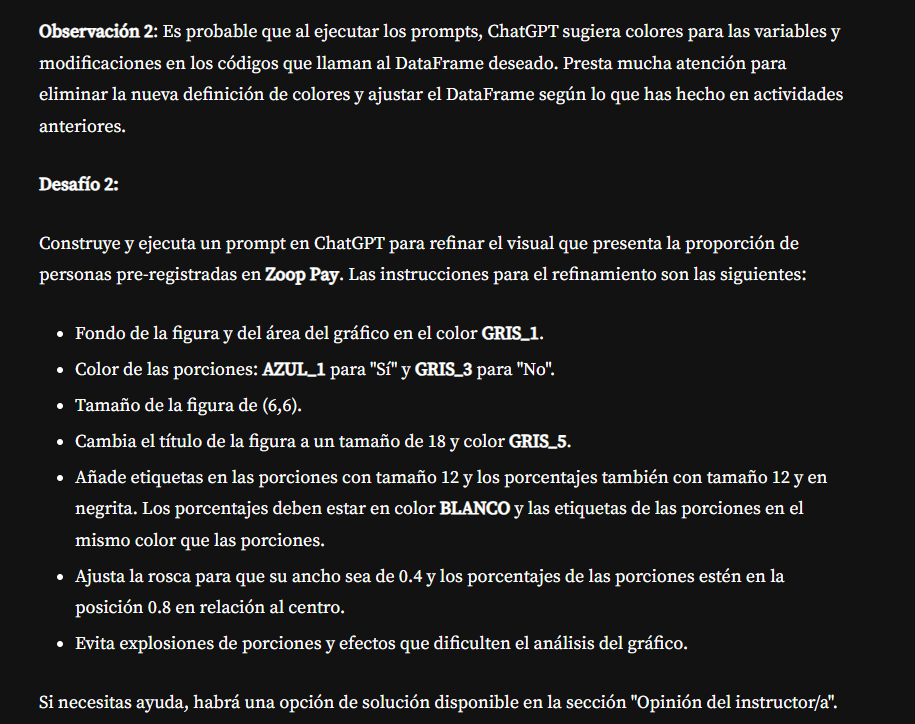 Observación 2: Es probable que al ejecutar los prompts, ChatGPT sugiera colores para las variables y
modificaciones en los códigos que llaman al DataFrame deseado. Presta mucha atención para
eliminar la nueva definición de colores y ajustar el DataFrame según lo que has hecho en actividades
anteriores.
Desafío 2:
Construye y ejecuta un prompt en ChatGPT para refinar el visual que presenta la proporción de
personas pre-registradas en Zoop Pay. Las instrucciones para el refinamiento son las siguientes:
• Fondo de la figura y del área del gráfico en el color GRIS_1.
• Color de las porciones: AZUL_1 para "Sí" y GRIS_3 para "No".
• Tamaño de la figura de (6,6).
• Cambia el título de la figura a un tamaño de 18 y color GRIS_5.
• Añade etiquetas en las porciones con tamaño 12 y los porcentajes también con tamaño 12 y en
negrita. Los porcentajes deben estar en color BLANCO y las etiquetas de las porciones en el
mismo color que las porciones.
• Ajusta la rosca para que su ancho sea de 0.4 y los porcentajes de las porciones estén en la
posición 0.8 en relación al centro.
• Evita explosiones de porciones y efectos que dificulten el análisis del gráfico.
Si necesitas ayuda, habrá una opción de solución disponible en la sección "Opinión del instructor/a".